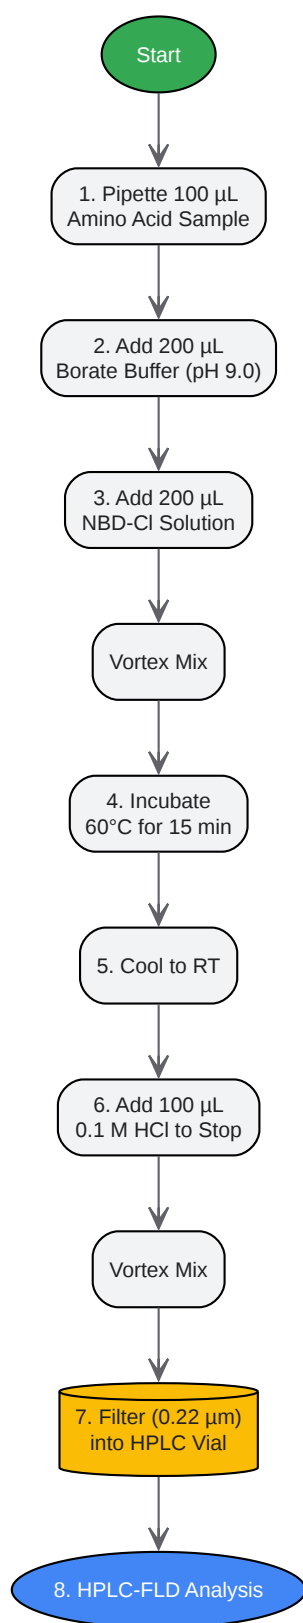 Start
1. Pipette 100 µL
Amino Acid Sample
2. Add 200 µL
Borate Buffer (pH 9.0)
3. Add 200 µL
NBD-Cl Solution
Vortex Mix
4. Incubate
60°C for 15 min
5. Cool to RT
6. Add 100 µL
0.1 M HCl to Stop
Vortex Mix
7. Filter (0.22 µm)
into HPLC Vial
8. HPLC-FLD Analysis